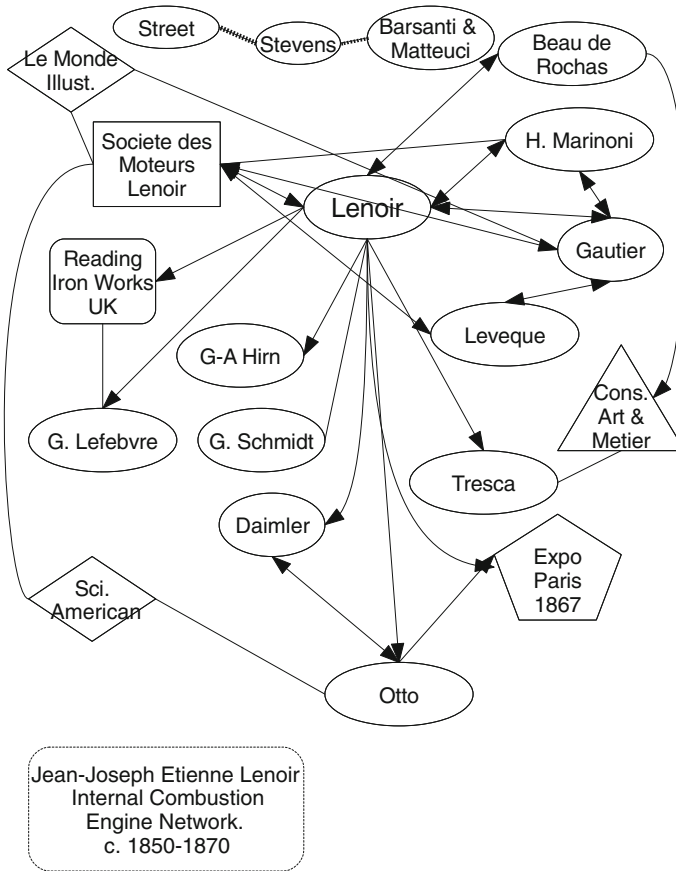 Street
Stevens
Barsanti &
Matteuci
Beau de
Rochas
Le Monde
Illust.
Societe des
Moteurs
Lenoir
H. Marinoni
Lenoir
Gautier
Reading
Iron Works
UK
Leveque
G-A Hirn
Cons.
Art &
Metier
G. Lefebvre
G. Schmidt
Tresca
Daimler
Expo
Paris
1867
Sci.
American
Otto
Jean-Joseph Etienne Lenoir
Internal Combustion
Engine Network.
c. 1850-1870